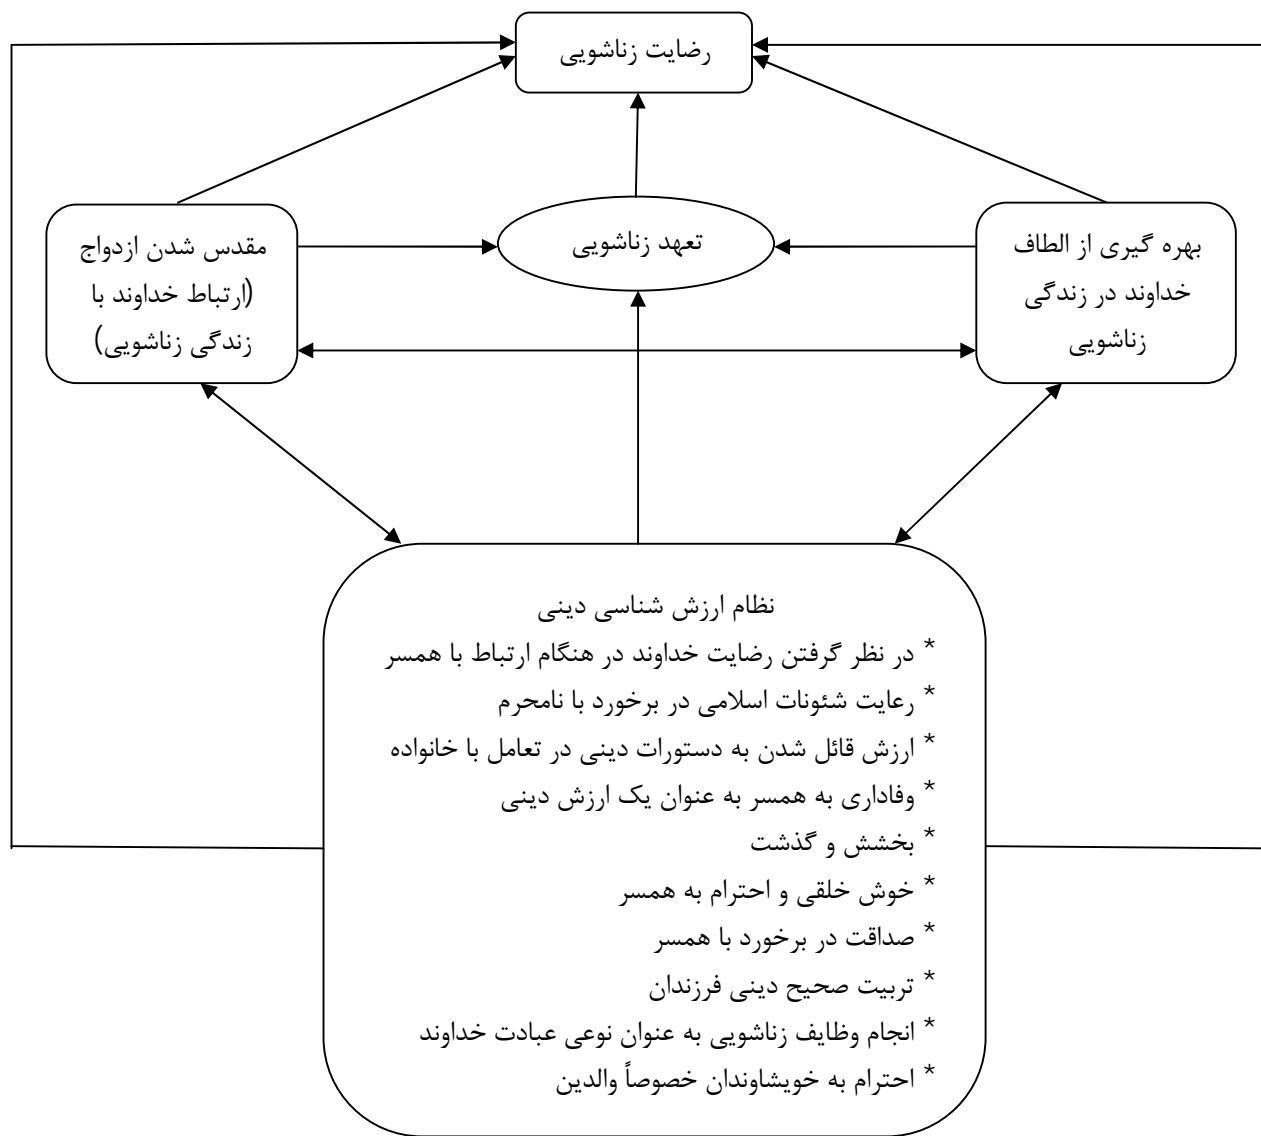 رضایت زناشویی
مقدس شدن ازدواج
(ارتباط خداوند با
زندگی زناشویی)
تعهد زناشویی
بهره گیری از الطاف
خداوند در زندگی
زناشویی
نظام ارزش شناسی دینی
* در نظر گرفتن رضایت خداوند در هنگام ارتباط با همسر
* رعایت شئونات اسلامی در برخورد با نامحرم
* ارزش قائل شدن به دستورات دینی در تعامل با خانواده
* وفاداری به همسر به عنوان یک ارزش دینی
* بخشش و گذشت
* خوش خلقی و احترام به همسر
* صداقت در برخورد با همسر
* تربیت صحیح دینی فرزندان
* انجام وظایف زناشویی به عنوان نوعی عبادت خداوند
* احترام به خویشاوندان خصوصاً والدین